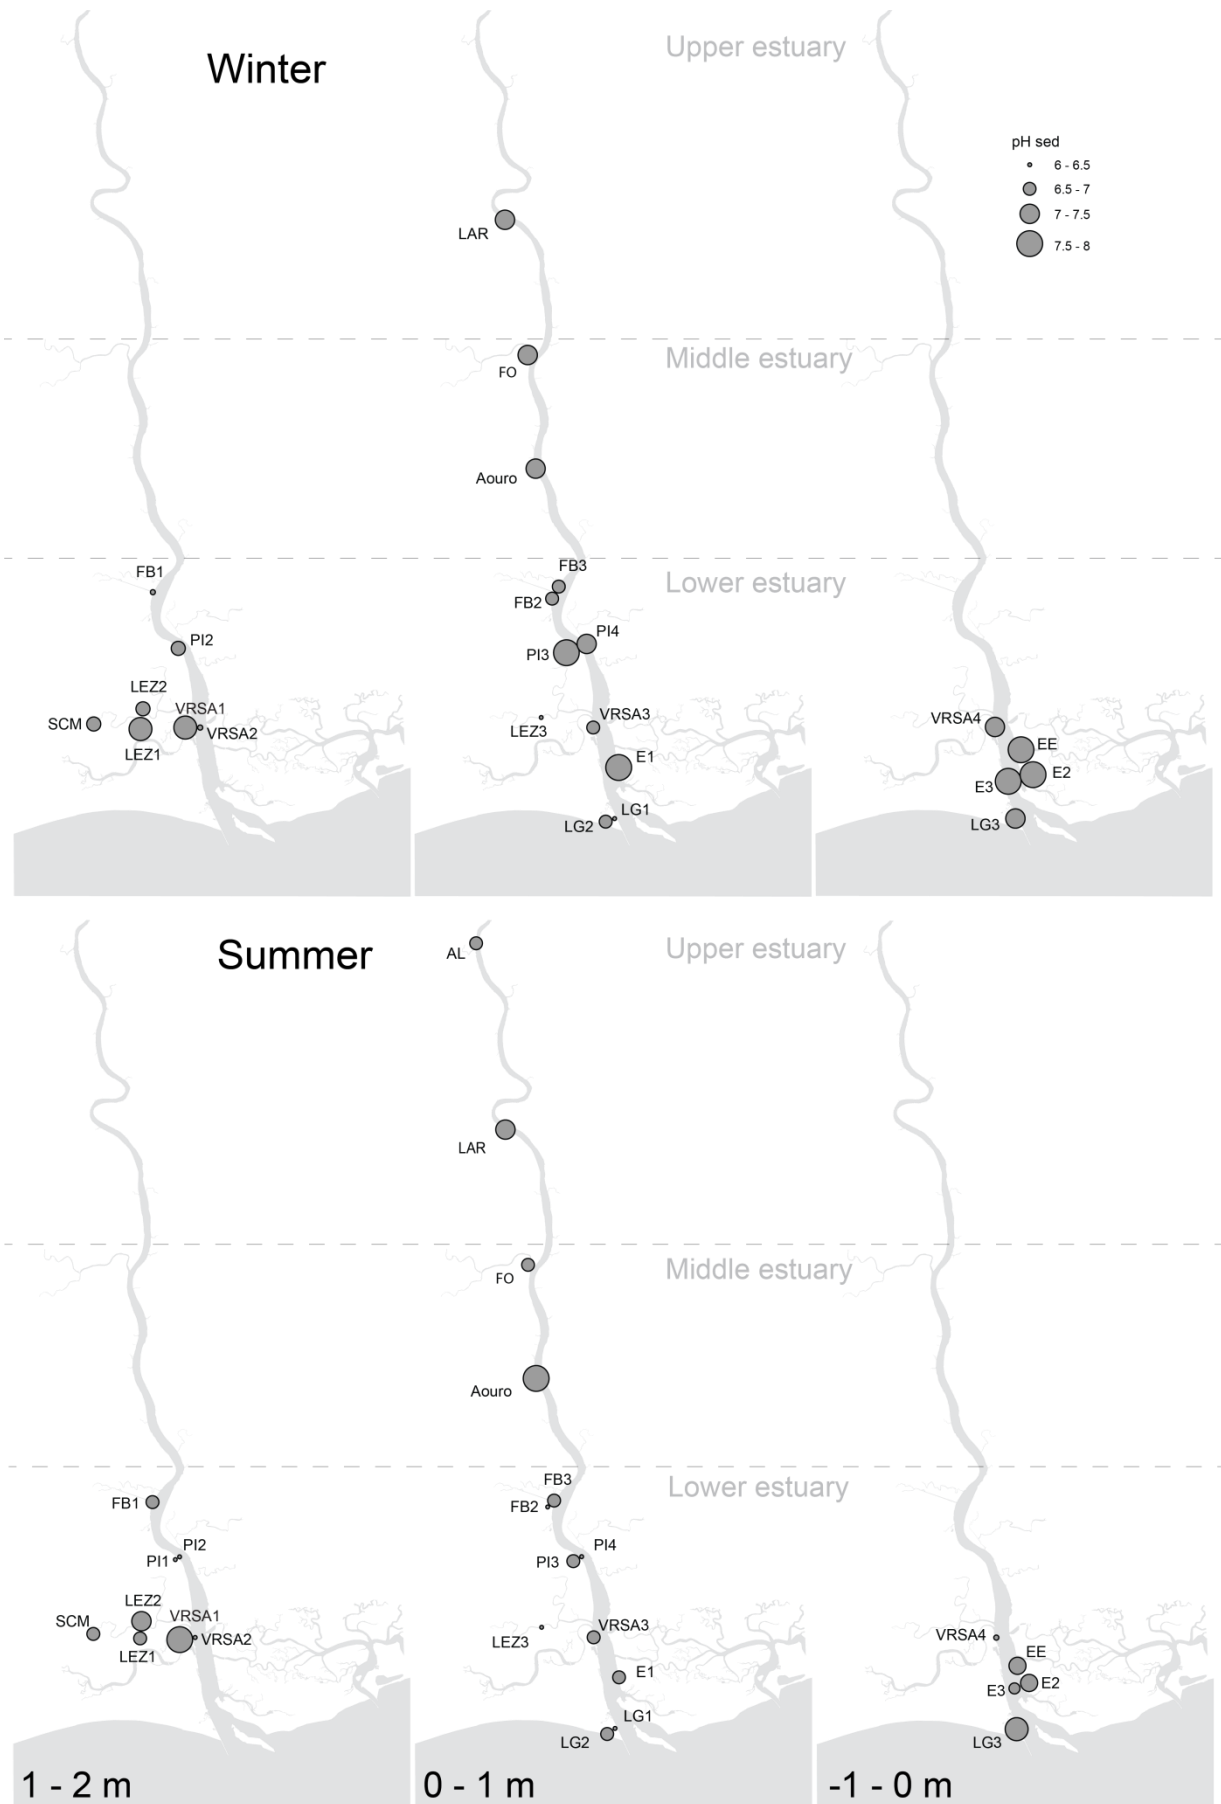 Winter
Upper estuary
pH sed
6 - 6.5
6.5 - 7
7 - 7.5
7.5 - 8
LAR
Middle estuary
FO
Aouro
Lower estuary
FB1
PI2
LEZ2
SCM
VRSA1
VRSA2
LEZ1
FB3
FB2
PI4
PI3
LEZ3
VRSA3
E1
LG1
LG2
VRSA4
EE
E2
E3
LG3
Summer
Upper estuary
AL
LAR
Middle estuary
FO
Aouro
Lower estuary
FB1
PI2
PI1
LEZ2
SCM
VRSA1
VRSA2
LEZ1
FB3
FB2
PI4
PI3
VRSA3
LEZ3
E1
LG1
LG2
VRSA4
EE
E2
E3
LG3
1 - 2 m
0 - 1 m
-1 - 0 m